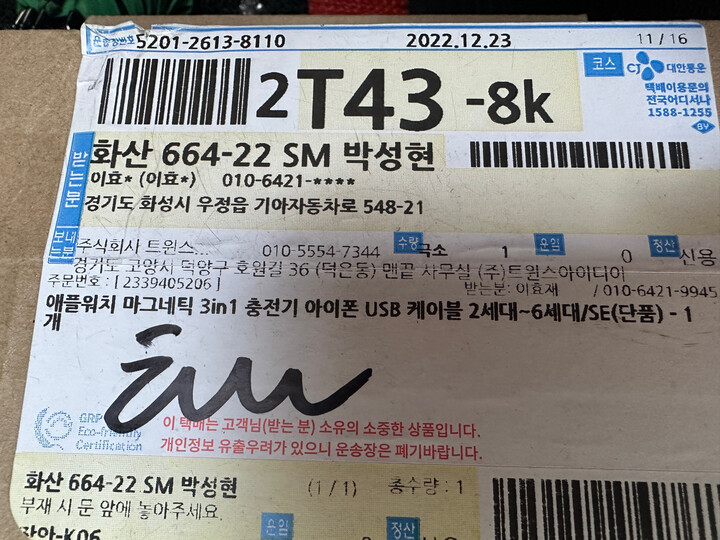 운송장번호 5201-2613-8110 2022.12.23 11/16
코스 CJ 대한통운
2T43 -8k
택배이용문의
전국어디서나
1588-1255
BY
받는분
화산 664-22 SM 박성현
이효* (이효*) 010-6421-****
경기도 화성시 우정읍 기아자동차로 548-21
보내는분
주식회사 트윈스... 010-5554-7344 수량 극소 1 운임 0 정산 신용
경기도 고양시 덕양구 호원길 36 (덕은동) 맨끝 사무실 (주)트윈스아이디어
주문번호: [2339405206] 받는분: 이효재 / 010-6421-9945
애플워치 마그네틱 3in1 충전기 아이폰 USB 케이블 2세대~6세대/SE(단품) - 1
개
GRP
Eco-friendly
Certification
이 택배는 고객님(받는 분) 소유의 소중한 상품입니다.
개인정보 유출우려가 있으니 운송장은 폐기바랍니다.
화산 664-22 SM 박성현 (1/1) 총수량 : 1
부재 시 문 앞에 놓아주세요.
운임 정산